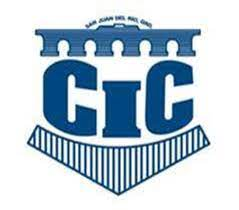 SAN JUAN DEL RIO, QRO.
CIC